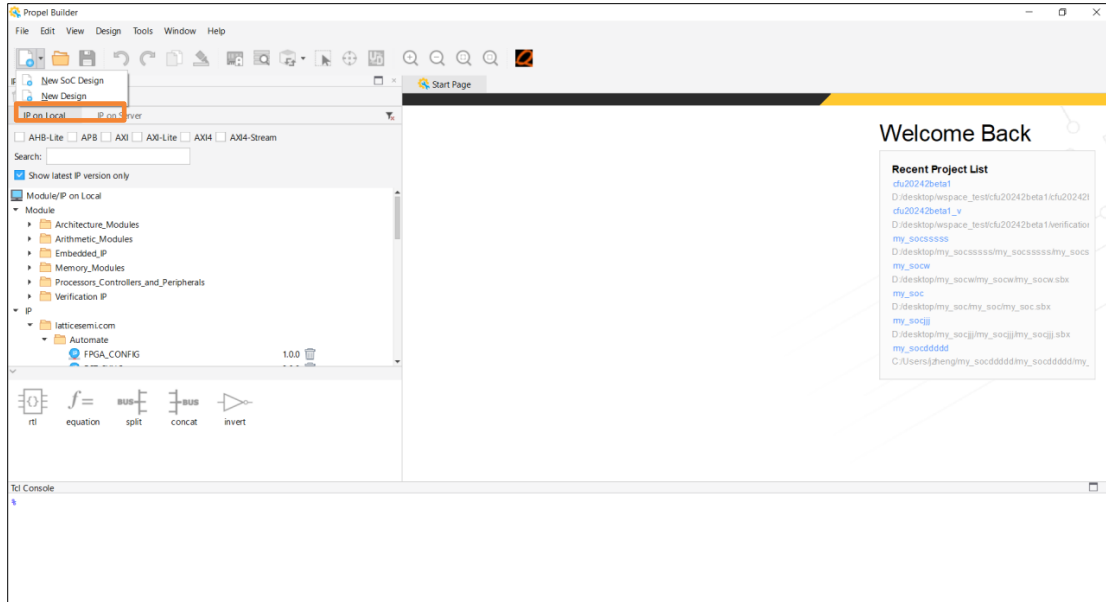 Propel Builder
File Edit View Design Tools Window Help
New SoC Design
New Design
Start Page
IP on Local IP on Server
AHB-Lite APB AXI AXI-Lite AXI4 AXI4-Stream
Search:
Show latest IP version only
Module/IP on Local
Module
Architecture_Modules
Arithmetic_Modules
Embedded_IP
Memory_Modules
Processors_Controllers_and_Peripherals
Verification IP
IP
latticesemi.com
Automate
FPGA_CONFIG 1.0.0
rtl equation split concat invert
Welcome Back
Recent Project List
cfu20242beta1
D:/desktop/wspace_test/cfu20242beta1/cfu20242l
cfu20242beta1_v
D:/desktop/wspace_test/cfu20242beta1/verification
my_socsssss
D:/desktop/my_socsssss/my_socsssss/my_socs
my_socw
D:/desktop/my_socw/my_socw/my_socw.sbx
my_soc
D:/desktop/my_soc/my_soc/my_soc.sbx
my_socjjj
D:/desktop/my_socjjj/my_socjjj/my_socjjj.sbx
my_socddddd
C:/Users/jzheng/my_socddddd/my_socddddd/my_
Tcl Console
%